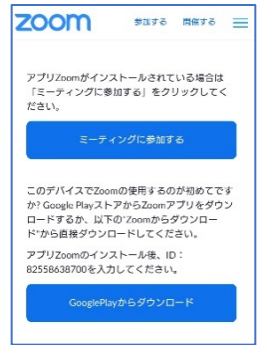 zoom 参加する 開催する
アプリZoomがインストールされている場合は
「ミーティングに参加する」をクリックしてく
ださい。
ミーティングに参加する
このデバイスでZoomの使用するのが初めてです
か? Google PlayストアからZoomアプリをダウン
ロードするか、以下の"Zoomからダウンロー
ド"から直接ダウンロードしてください。
アプリZoomのインストール後、ID：
82558638700を入力してください。
GooglePlayからダウンロード